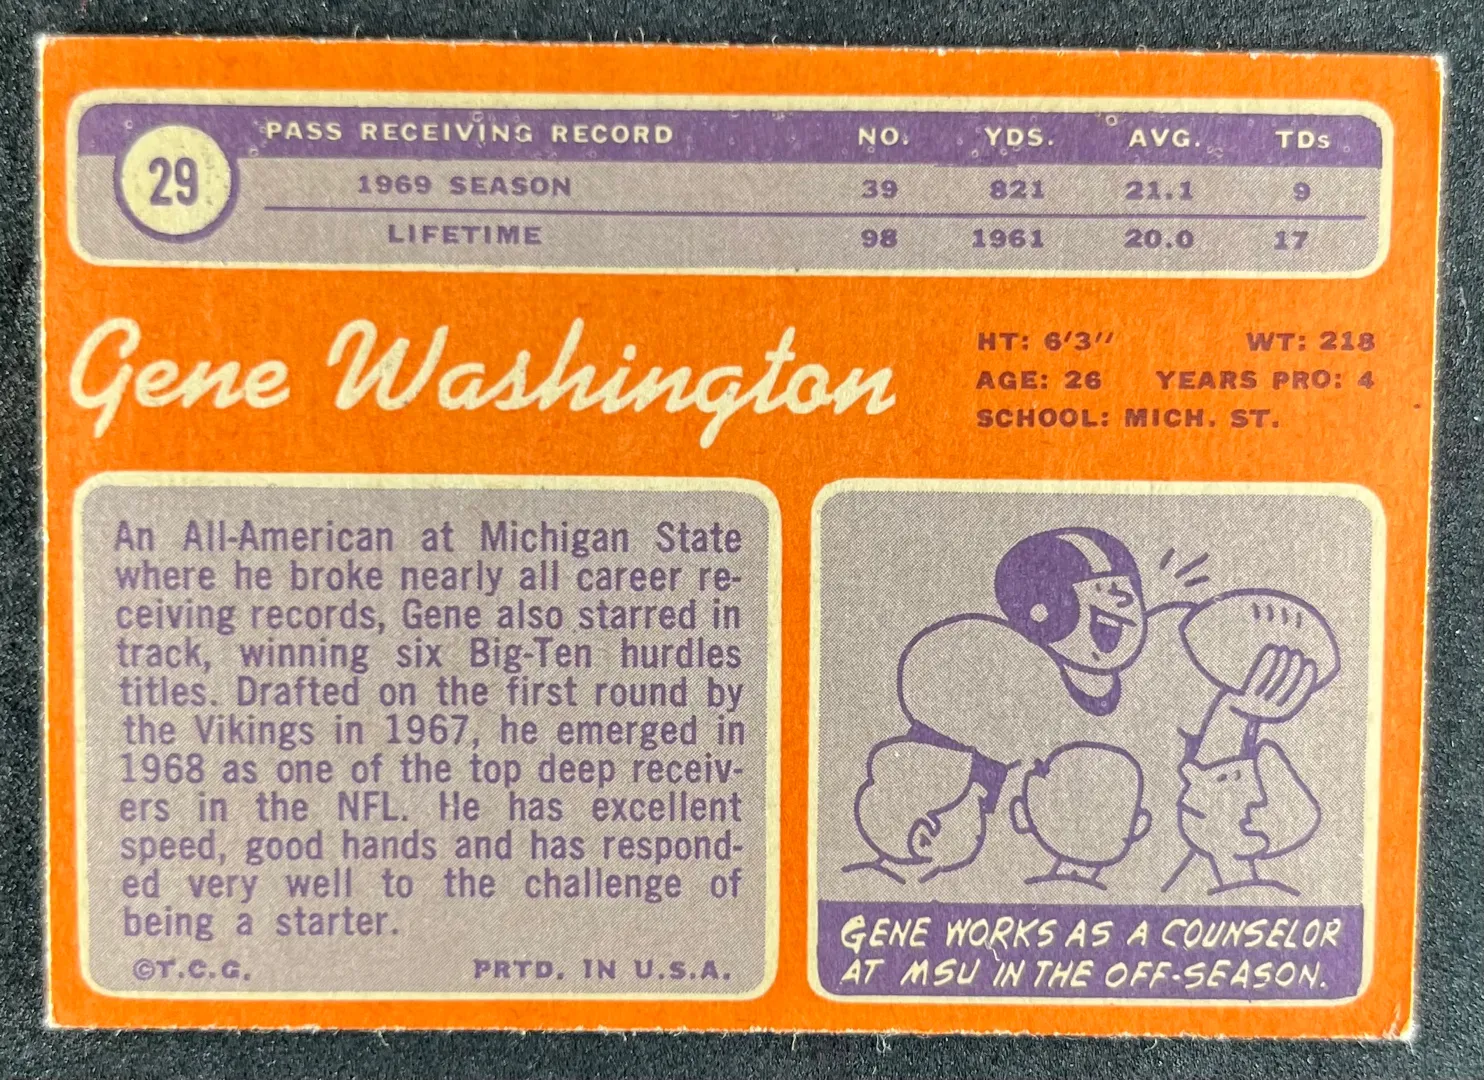 29
PASS RECEIVING RECORD NO. YDS. AVG. TDs
1969 SEASON 39 821 21.1 9
LIFETIME 98 1961 20.0 17
Gene Washington
HT: 6'3" WT: 218
AGE: 26 YEARS PRO: 4
SCHOOL: MICH. ST.
An All-American at Michigan State
where he broke nearly all career re-
ceiving records, Gene also starred in
track, winning six Big-Ten hurdles
titles. Drafted on the first round by
the Vikings in 1967, he emerged in
1968 as one of the top deep receiv-
ers in the NFL. He has excellent
speed, good hands and has respond-
ed very well to the challenge of
being a starter.
©T.C.G. PRTD. IN U.S.A.
GENE WORKS AS A COUNSELOR
AT MSU IN THE OFF-SEASON.